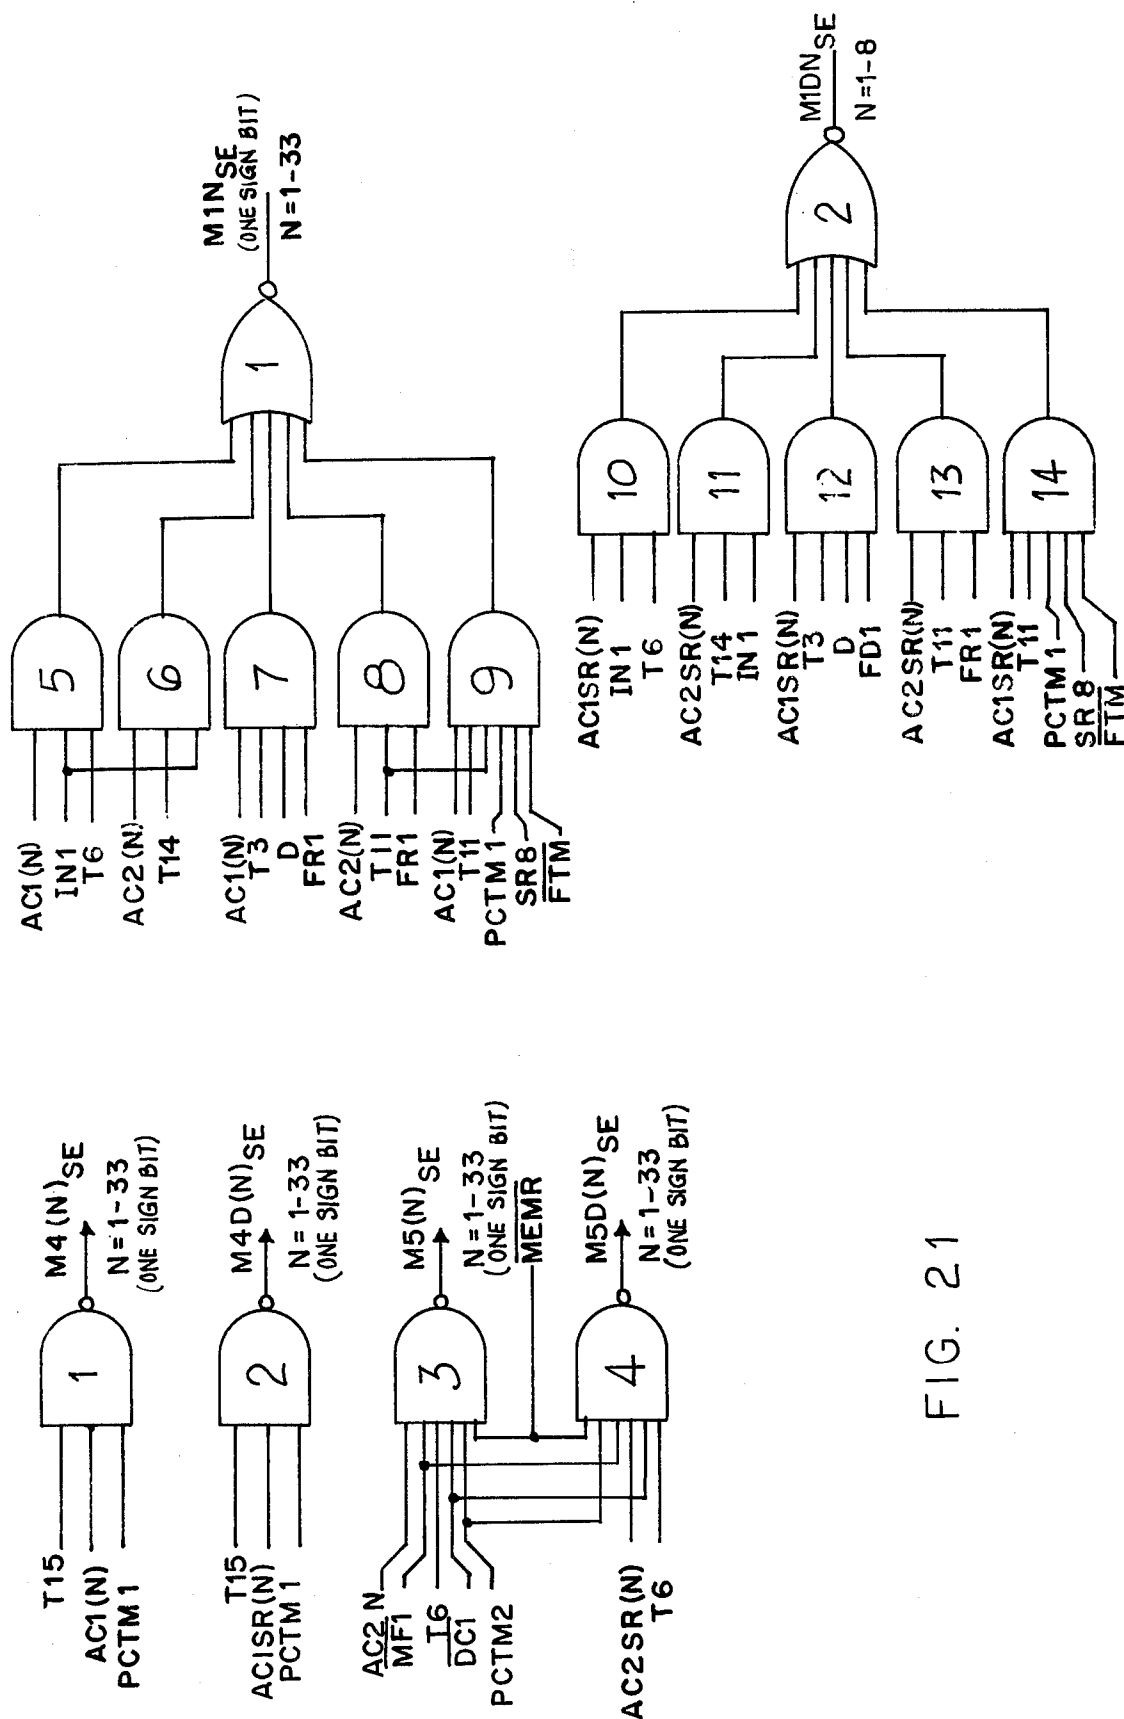 T15
AC1(N)
PCTM1
1
M4(N)SE
N=1-33
(ONE SIGN BIT)
T15
AC1SR(N)
PCTM1
2
M4D(N)SE
N=1-33
(ONE SIGN BIT)
AC2 N
MF1
T6
DC1
PCTM2
3
M5(N)SE
N=1-33
(ONE SIGN BIT)
MEMR
AC2SR(N)
T6
4
M5D(N)SE
N=1-33
(ONE SIGN BIT)
AC1(N)
IN1
T6
5
AC2(N)
T14
6
AC1(N)
T3
D
FR1
7
AC2(N)
T11
FR1
8
AC1(N)
T11
PCTM1
SR8
FTM
9
1
M1NSE
(ONE SIGN BIT)
N=1-33
AC1SR(N)
IN1
T6
10
AC2SR(N)
T14
IN1
11
AC1SR(N)
T3
D
FD1
12
AC2SR(N)
T11
FR1
13
AC1SR(N)
T11
PCTM1
SR8
FTM
14
2
M1DNSE
N=1-8
FIG. 21